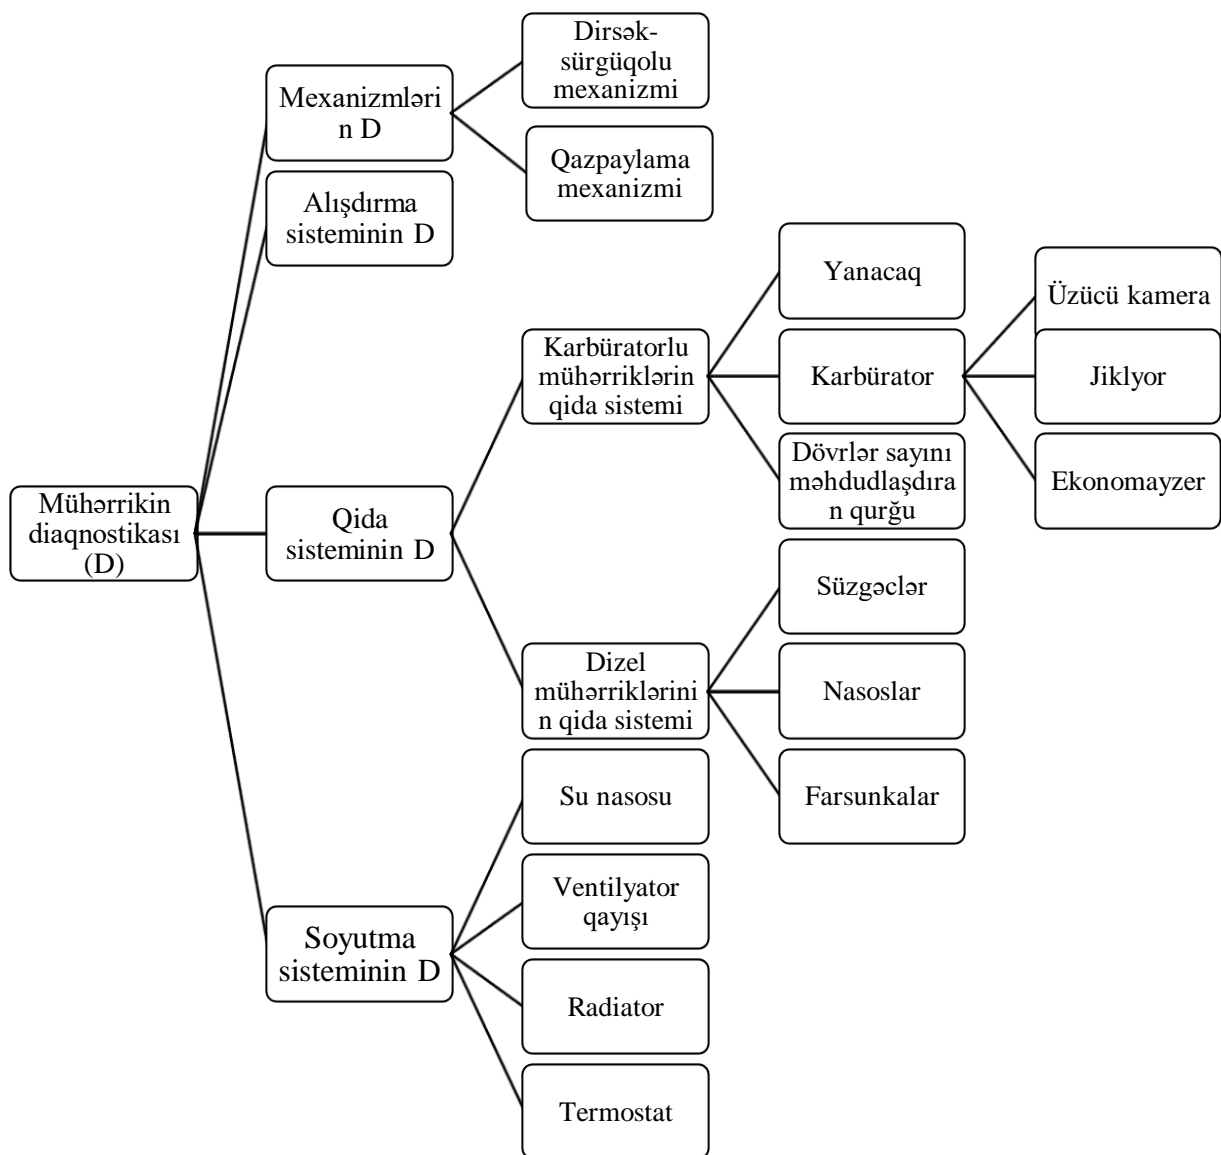 Dirsək-
sürgüqolu
mexanizmi
Mexanizmləri
n D
Qazpaylama
mexanizmi
Alışdırma
sisteminin D
Yanacaq
Üzücü kamera
Karbüratorlu
mühərriklərin
qida sistemi
Karbürator
Jiklyor
Dövrlər sayını
məhdudlaşdıra
n qurğu
Ekonomayzer
Mühərrikin
diaqnostikası
(D)
Qida
sisteminin D
Süzgəclər
Dizel
mühərriklərini
n qida sistemi
Nasoslar
Su nasosu
Farsunkalar
Ventilyator
qayışı
Soyutma
sisteminin D
Radiator
Termostat